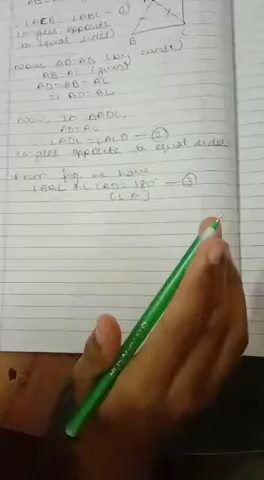 ∠ACB = ∠ABC - ①
(angles opposite
to equal sides)
B
C
Now, AD=AB (by const)
AB=AC (given)
AD=AB=AC
⇒ AD=AC
Now, In ΔADC,
AD=AC
∠ADC = ∠ACD — ②
(angles opposite to equal sides
From fig. we have
∠BAC + ∠CAD = 180° — ③